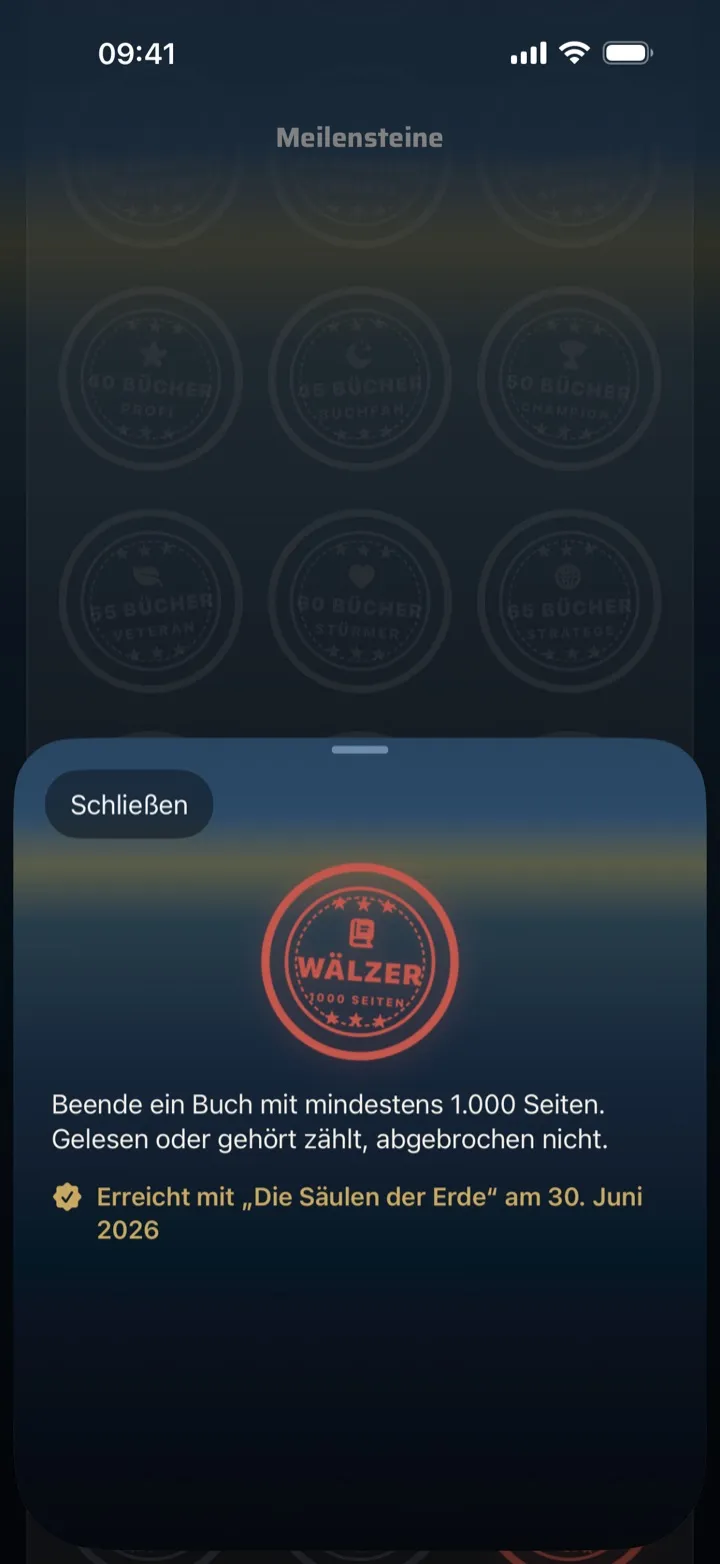 09:41
Meilensteine
40 BÜCHER
PROFI
BÜCHER
BÜCHFAN
50 BÜCHER
CHAMPION
55 BÜCHER
VETERAN
60 BÜCHER
STÜRMER
65 BÜCHER
STRATEGE
Schließen
WÄLZER
1000 SEITEN
Beende ein Buch mit mindestens 1.000 Seiten.
Gelesen oder gehört zählt, abgebrochen nicht.
Erreicht mit „Die Säulen der Erde“ am 30. Juni
2026